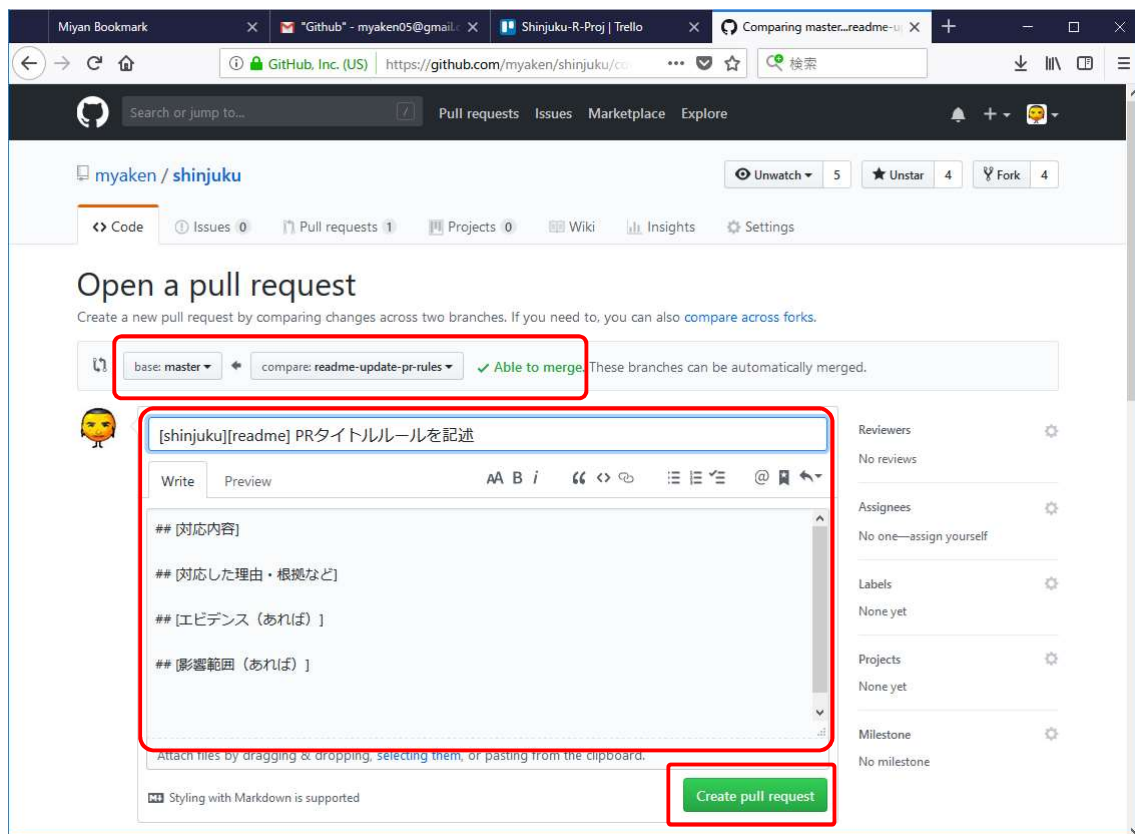 Miyan Bookmark
"Github" - myaken05@gmail.c
Shinjuku-R-Proj | Trello
Comparing master...readme-u
GitHub, Inc. (US)
https://github.com/myaken/shinjuku/co
検索
Search or jump to...
/
Pull requests Issues Marketplace Explore
myaken / shinjuku
Unwatch 5 Unstar 4 Fork 4
Code Issues 0 Pull requests 1 Projects 0 Wiki Insights Settings
Open a pull request
Create a new pull request by comparing changes across two branches. If you need to, you can also compare across forks.
base: master compare: readme-update-pr-rules Able to merge. These branches can be automatically merged.
[shinjuku][readme] PRタイトルルールを記述
Write Preview
AA B i
## [対応内容]
## [対応した理由・根拠など]
## [エビデンス（あれば）]
## [影響範囲（あれば）]
Attach files by dragging & dropping, selecting them, or pasting from the clipboard.
Styling with Markdown is supported
Create pull request
Reviewers
No reviews
Assignees
No one—assign yourself
Labels
None yet
Projects
None yet
Milestone
No milestone